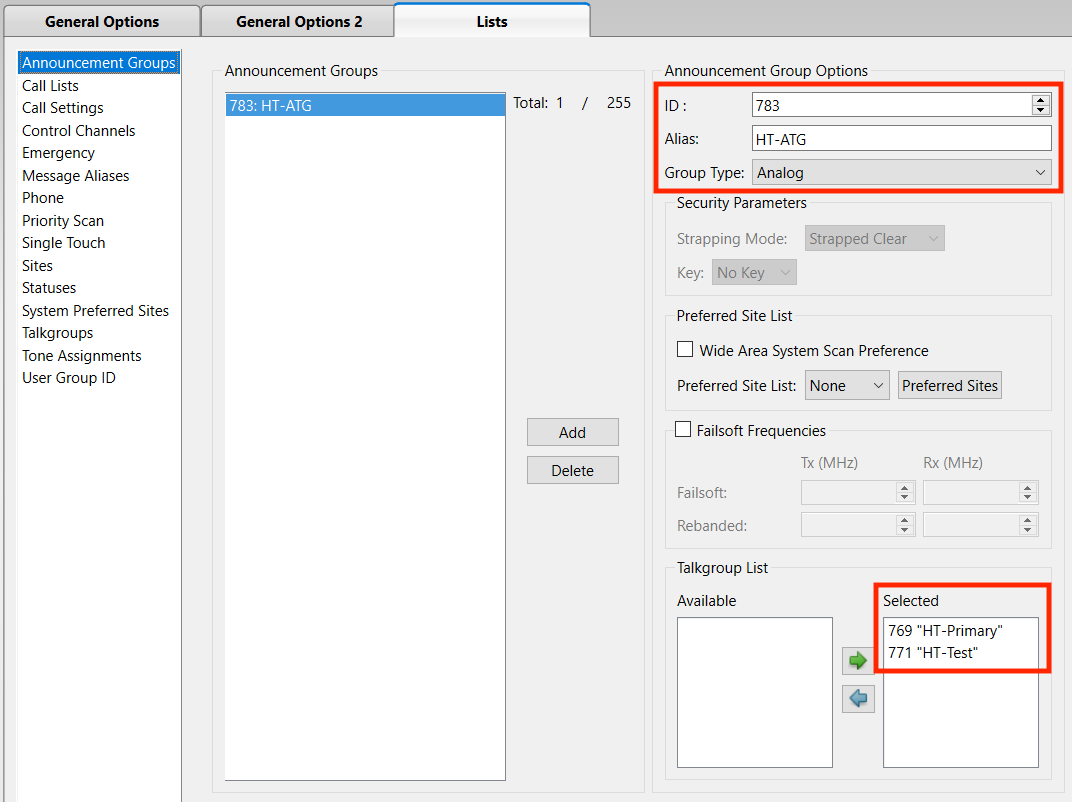 General Options
General Options 2
Lists
Announcement Groups
Call Lists
Call Settings
Control Channels
Emergency
Message Aliases
Phone
Priority Scan
Single Touch
Sites
Statuses
System Preferred Sites
Talkgroups
Tone Assignments
User Group ID
Announcement Groups
783: HT-ATG
Total: 1 / 255
Add
Delete
Announcement Group Options
ID : 783
Alias: HT-ATG
Group Type: Analog
Security Parameters
Strapping Mode: Strapped Clear
Key: No Key
Preferred Site List
Wide Area System Scan Preference
Preferred Site List: None Preferred Sites
Failsoft Frequencies
Tx (MHz) Rx (MHz)
Failsoft:
Rebanded:
Talkgroup List
Available
Selected
769 "HT-Primary"
771 "HT-Test"